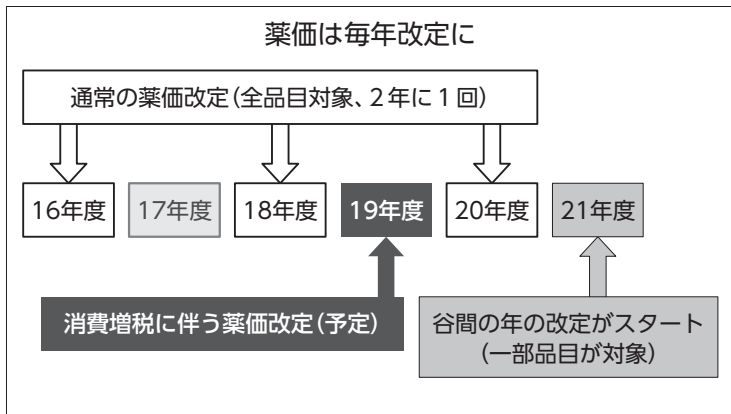 薬価は毎年改定に
通常の薬価改定（全品目対象、2年に1回）
16年度
17年度
18年度
19年度
20年度
21年度
消費増税に伴う薬価改定（予定）
谷間の年の改定がスタート
（一部品目が対象）